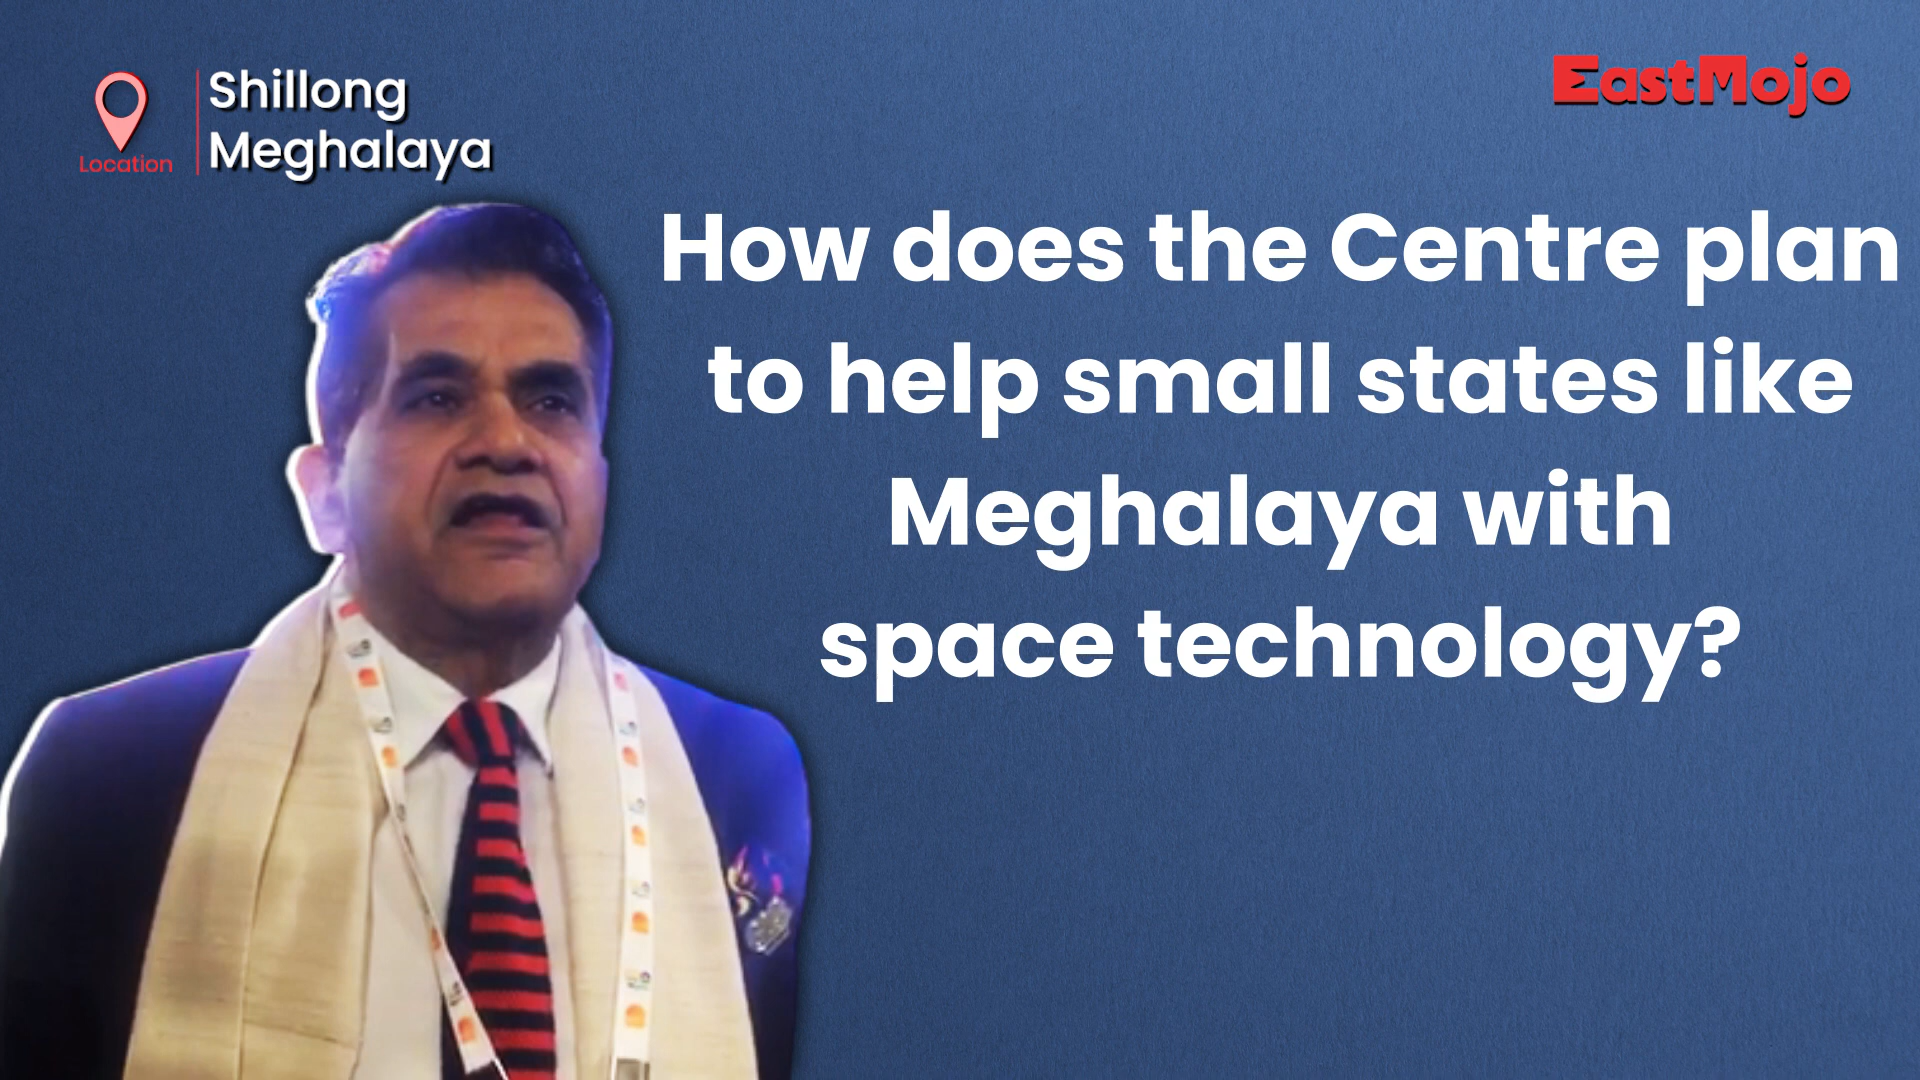 Shillong
Meghalaya
Location
EastMojo
How does the Centre plan
to help small states like
Meghalaya with
space technology?